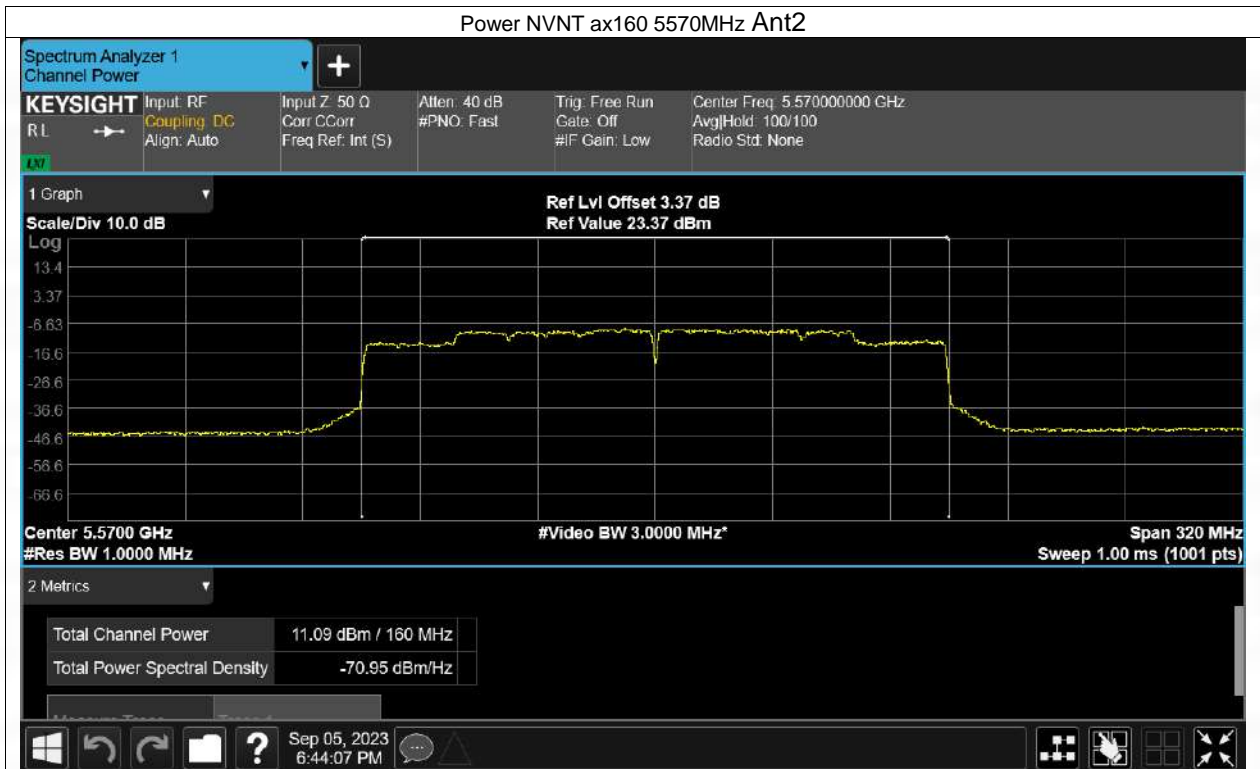 Power NVNT ax160 5570MHz Ant2
Spectrum Analyzer 1
Channel Power
KEYSIGHT
RL
LXI
Input: RF
Coupling: DC
Align: Auto
Input Z: 50 Ω
Corr CCorr
Freq Ref: Int (S)
Atten: 40 dB
#PNO: Fast
Trig: Free Run
Gate: Off
#IF Gain: Low
Center Freq: 5.570000000 GHz
Avg|Hold: 100/100
Radio Std: None
1 Graph
Scale/Div 10.0 dB
Ref Lvl Offset 3.37 dB
Ref Value 23.37 dBm
Log
13.4
3.37
-6.63
-16.6
-26.6
-36.6
-46.6
-56.6
-66.6
Center 5.5700 GHz
#Res BW 1.0000 MHz
#Video BW 3.0000 MHz*
Span 320 MHz
Sweep 1.00 ms (1001 pts)
2 Metrics
Total Channel Power 11.09 dBm / 160 MHz
Total Power Spectral Density -70.95 dBm/Hz
?
Sep 05, 2023
6:44:07 PM